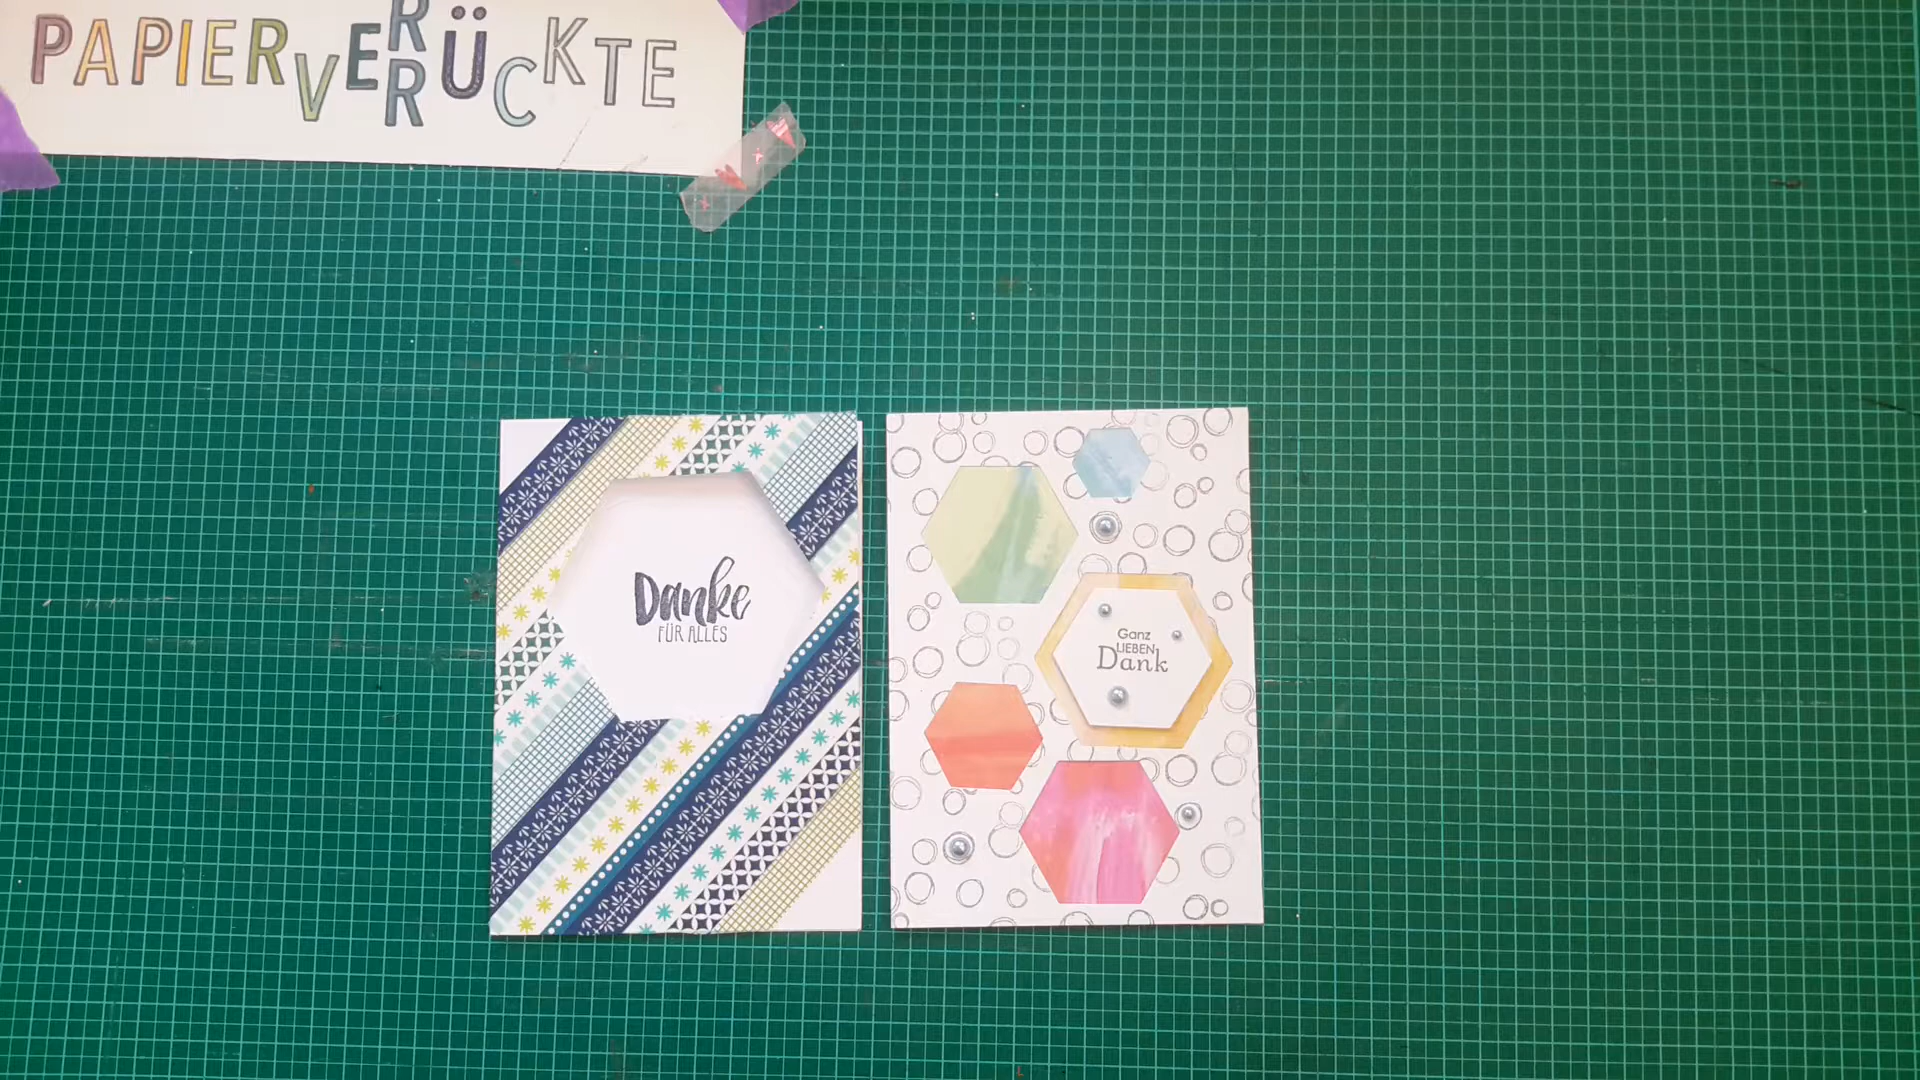 PAPIERVERRÜCKTE
Danke
FÜR ALLES
Ganz
LIEBEN
Dank